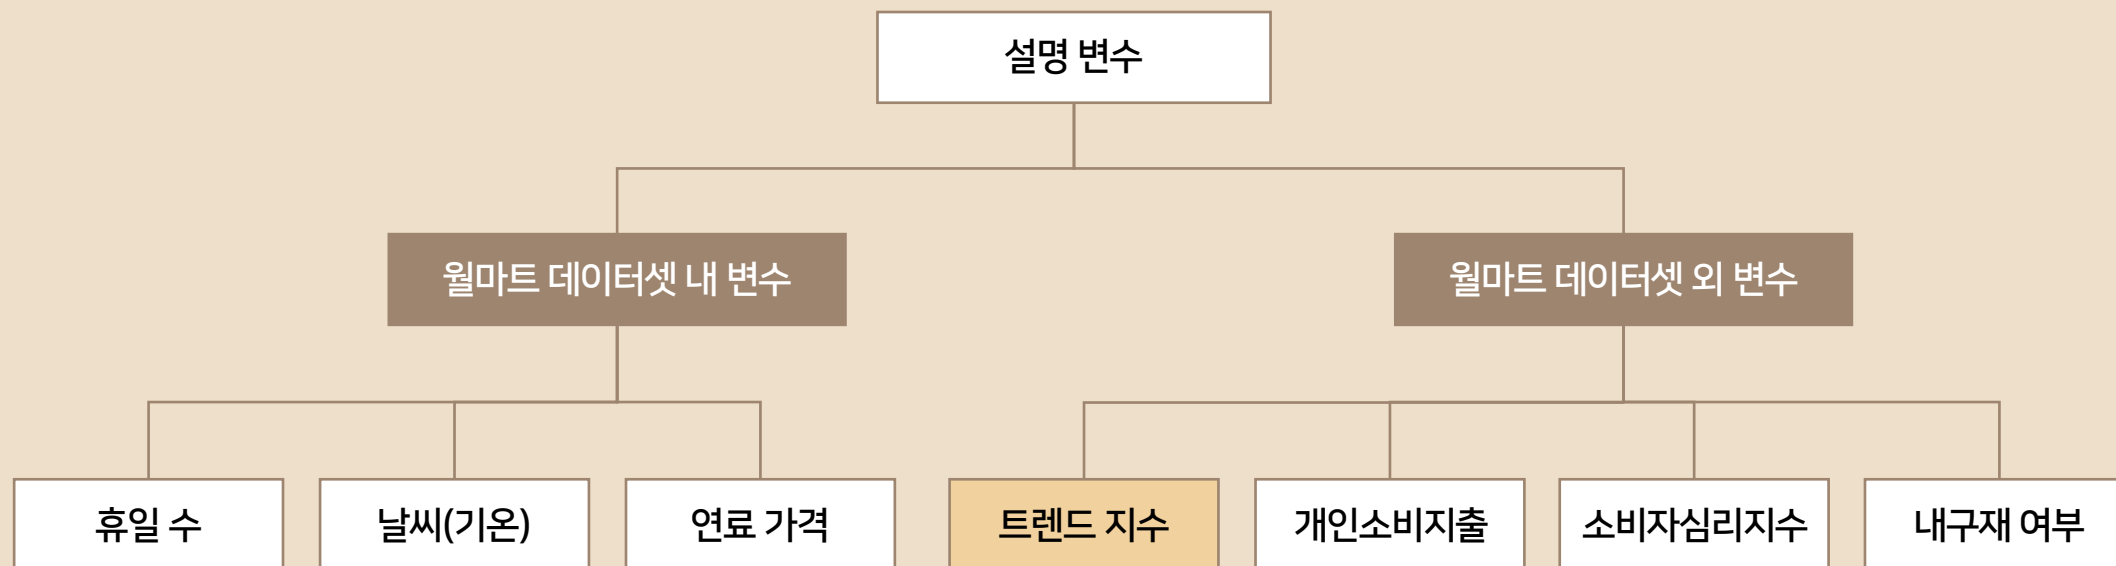 설명 변수
월마트 데이터셋 내 변수
월마트 데이터셋 외 변수
휴일 수
날씨(기온)
연료 가격
트렌드 지수
개인소비지출
소비자심리지수
내구재 여부